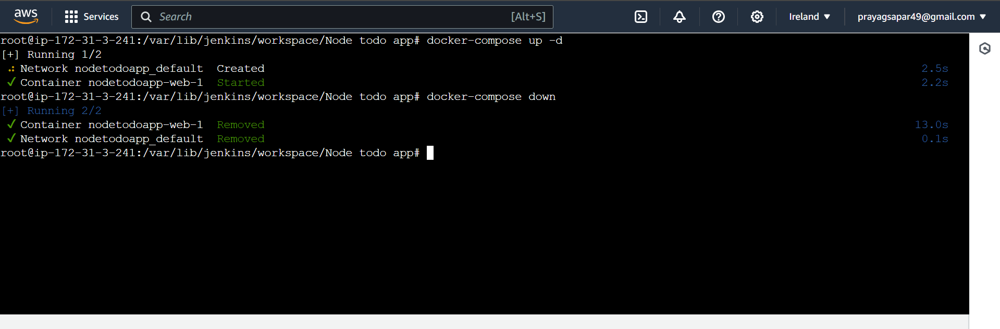 aws Services Search [Alt+S] Ireland prayagsapar49@gmail.com
root@ip-172-31-3-241:/var/lib/jenkins/workspace/Node todo app# docker-compose up -d
[+] Running 1/2
Network nodetodoapp_default Created 2.5s
✓ Container nodetodoapp-web-1 Started 2.2s
root@ip-172-31-3-241:/var/lib/jenkins/workspace/Node todo app# docker-compose down
[+] Running 2/2
✓ Container nodetodoapp-web-1 Removed 13.0s
✓ Network nodetodoapp_default Removed 0.1s
root@ip-172-31-3-241:/var/lib/jenkins/workspace/Node todo app#